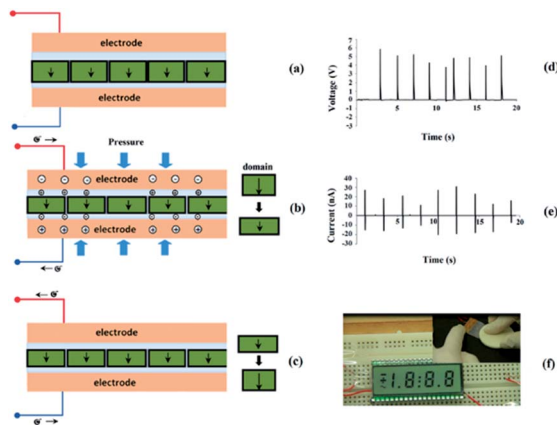 electrode
(a)
electrode
e⁻ →
Pressure
electrode
domain
(b)
electrode
← e⁻
← e⁻
electrode
(c)
electrode
e⁻ →
Voltage (V)
6
5
4
3
2
1
0
-1
-2
-3
5 10 15 20
Time (s)
(d)
Current (nA)
40
30
20
10
0
-10
-20
-30
5 10 15 20
Time (s)
(e)
1.8:8.8
(f)